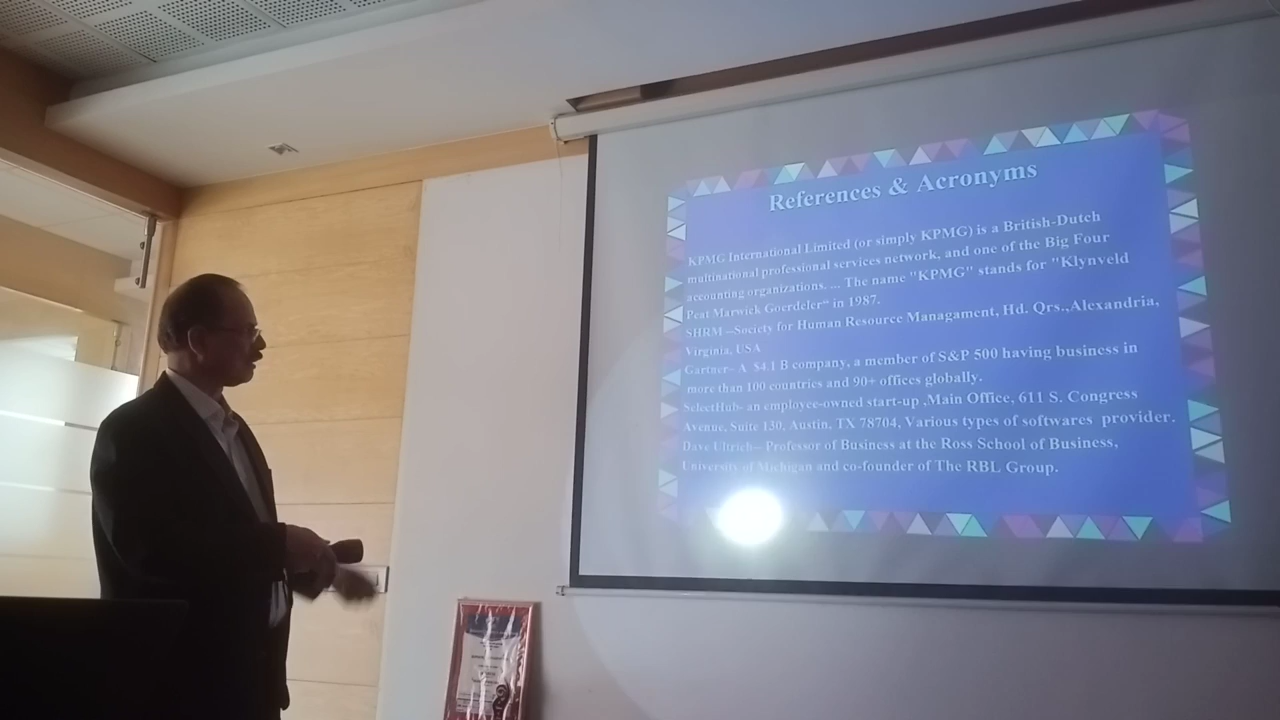 References & Acronyms
KPMG International Limited (or simply KPMG) is a British-Dutch
multinational professional services network, and one of the Big Four
accounting organizations. ... The name "KPMG" stands for "Klynveld
Peat Marwick Goerdeler“ in 1987.
SHRM –Society for Human Resource Managament, Hd. Qrs.,Alexandria,
Virginia, USA
Gartner– A $4.1 B company, a member of S&P 500 having business in
more than 100 countries and 90+ offices globally.
SelectHub- an employee-owned start-up ,Main Office, 611 S. Congress
Avenue, Suite 130, Austin, TX 78704, Various types of softwares provider.
Dave Ultrich– Professor of Business at the Ross School of Business,
University of Michigan and co-founder of The RBL Group.